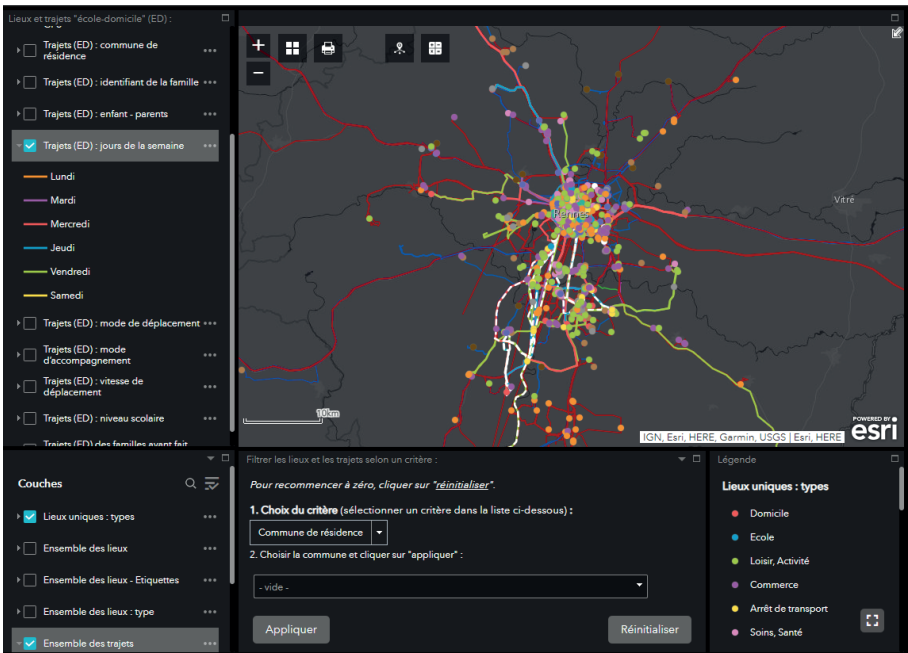 Lieux et trajets "école-domicile" (ED) :
Trajets (ED) : commune de
résidence
Trajets (ED) : identifiant de la famille
Trajets (ED) : enfant - parents
Trajets (ED) : jours de la semaine
Lundi
Mardi
Mercredi
Jeudi
Vendredi
Samedi
Trajets (ED) : mode de déplacement
Trajets (ED) : mode
d'accompagnement
Trajets (ED) : vitesse de
déplacement
Trajets (ED) : niveau scolaire
Trajets (ED) des familles ayant fait
+
−
Rennes
Vitré
10km
IGN, Esri, HERE, Garmin, USGS | Esri, HERE
POWERED BY
esri
Couches
Lieux uniques : types
Ensemble des lieux
Ensemble des lieux - Etiquettes
Ensemble des lieux : type
Ensemble des trajets
Filtrer les lieux et les trajets selon un critère :
Pour recommencer à zéro, cliquer sur "réinitialiser".
1. Choix du critère (sélectionner un critère dans la liste ci-dessous) :
Commune de résidence
2. Choisir la commune et cliquer sur "appliquer" :
- vide -
Appliquer
Réinitialiser
Légende
Lieux uniques : types
Domicile
Ecole
Loisir, Activité
Commerce
Arrêt de transport
Soins, Santé